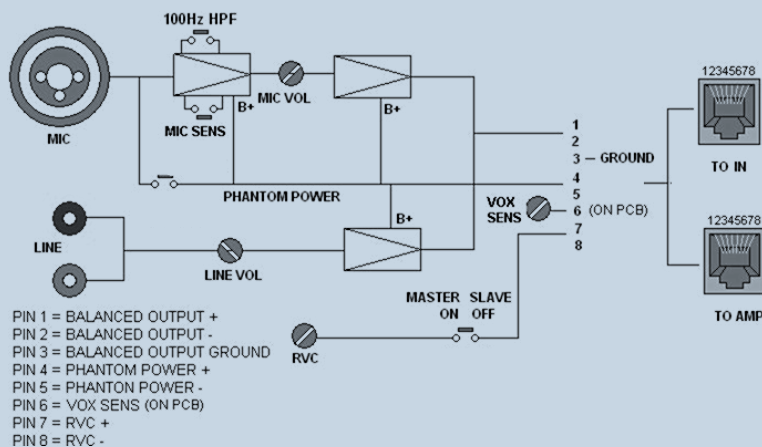 100Hz HPF
MIC VOL
B+
B+
MIC SENS
MIC
PHANTOM POWER
B+
LINE
LINE VOL
VOX
SENS
1
2
3 – GROUND
4
5
6 (ON PCB)
7
8
12345678
TO IN
12345678
TO AMP
MASTER SLAVE
ON OFF
RVC
PIN 1 = BALANCED OUTPUT +
PIN 2 = BALANCED OUTPUT -
PIN 3 = BALANCED OUTPUT GROUND
PIN 4 = PHANTOM POWER +
PIN 5 = PHANTON POWER -
PIN 6 = VOX SENS (ON PCB)
PIN 7 = RVC +
PIN 8 = RVC -